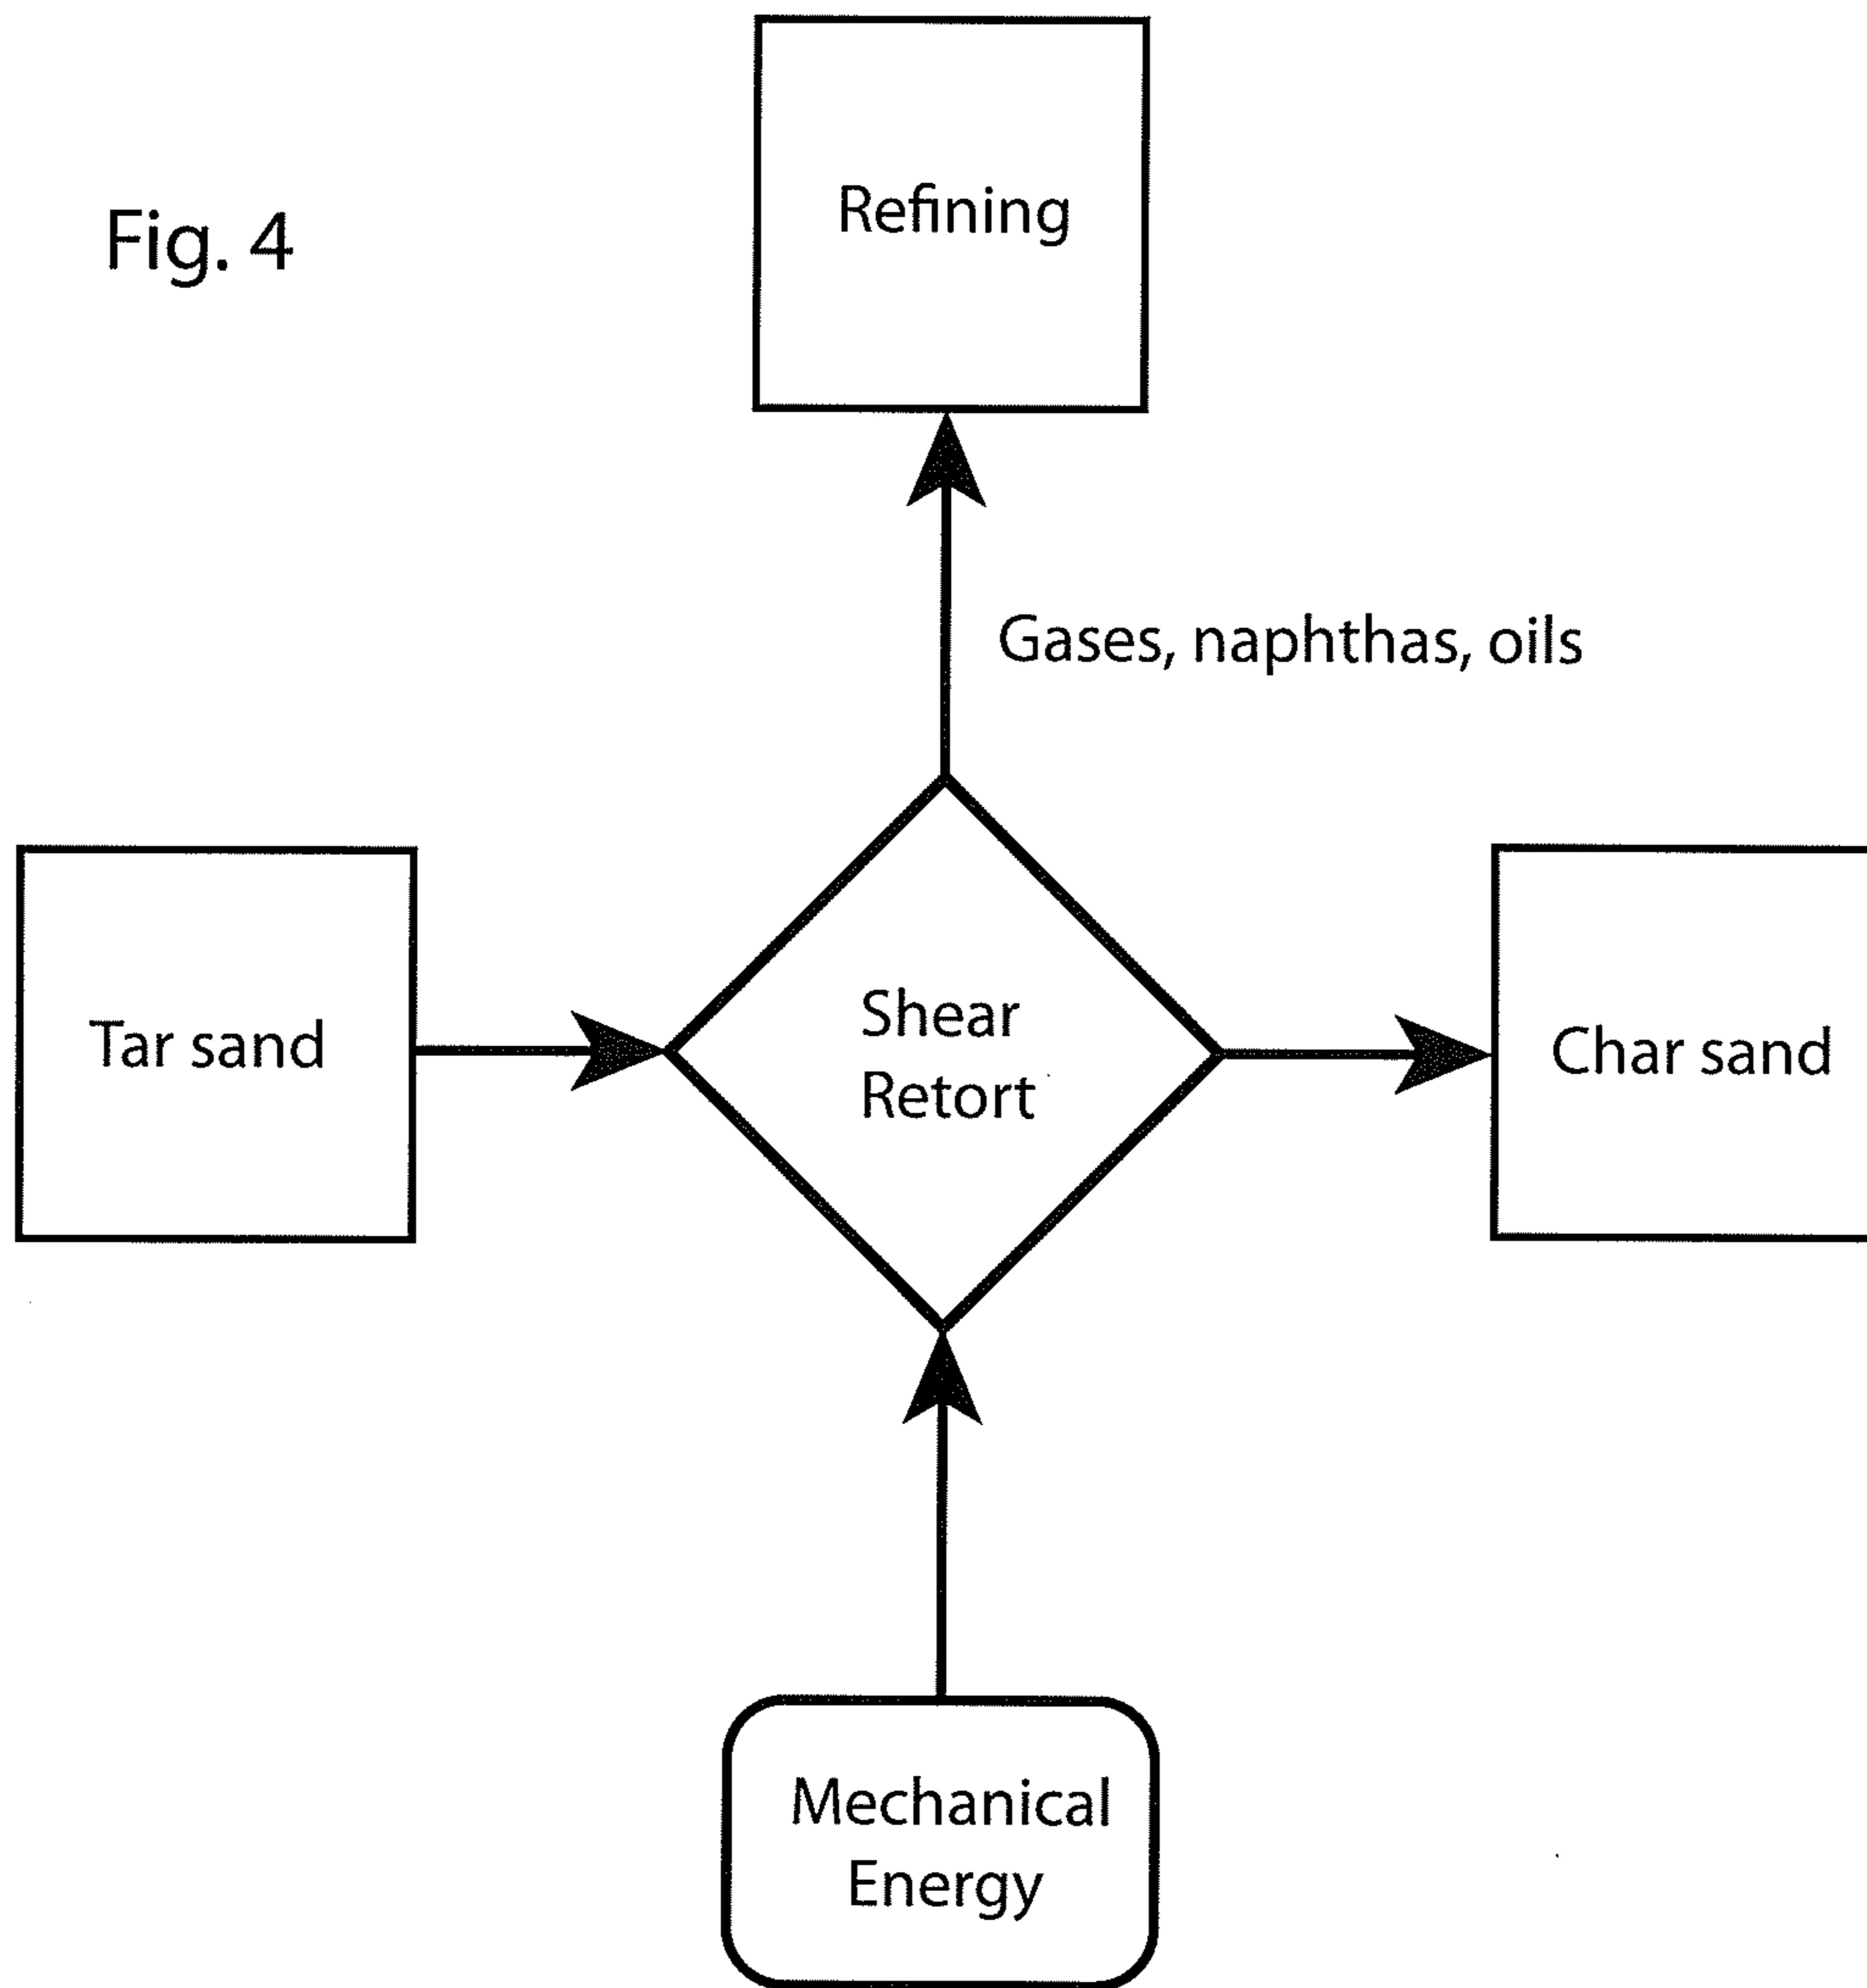 Fig. 4
Refining
Gases, naphthas, oils
Tar sand
Shear
Retort
Char sand
Mechanical
Energy